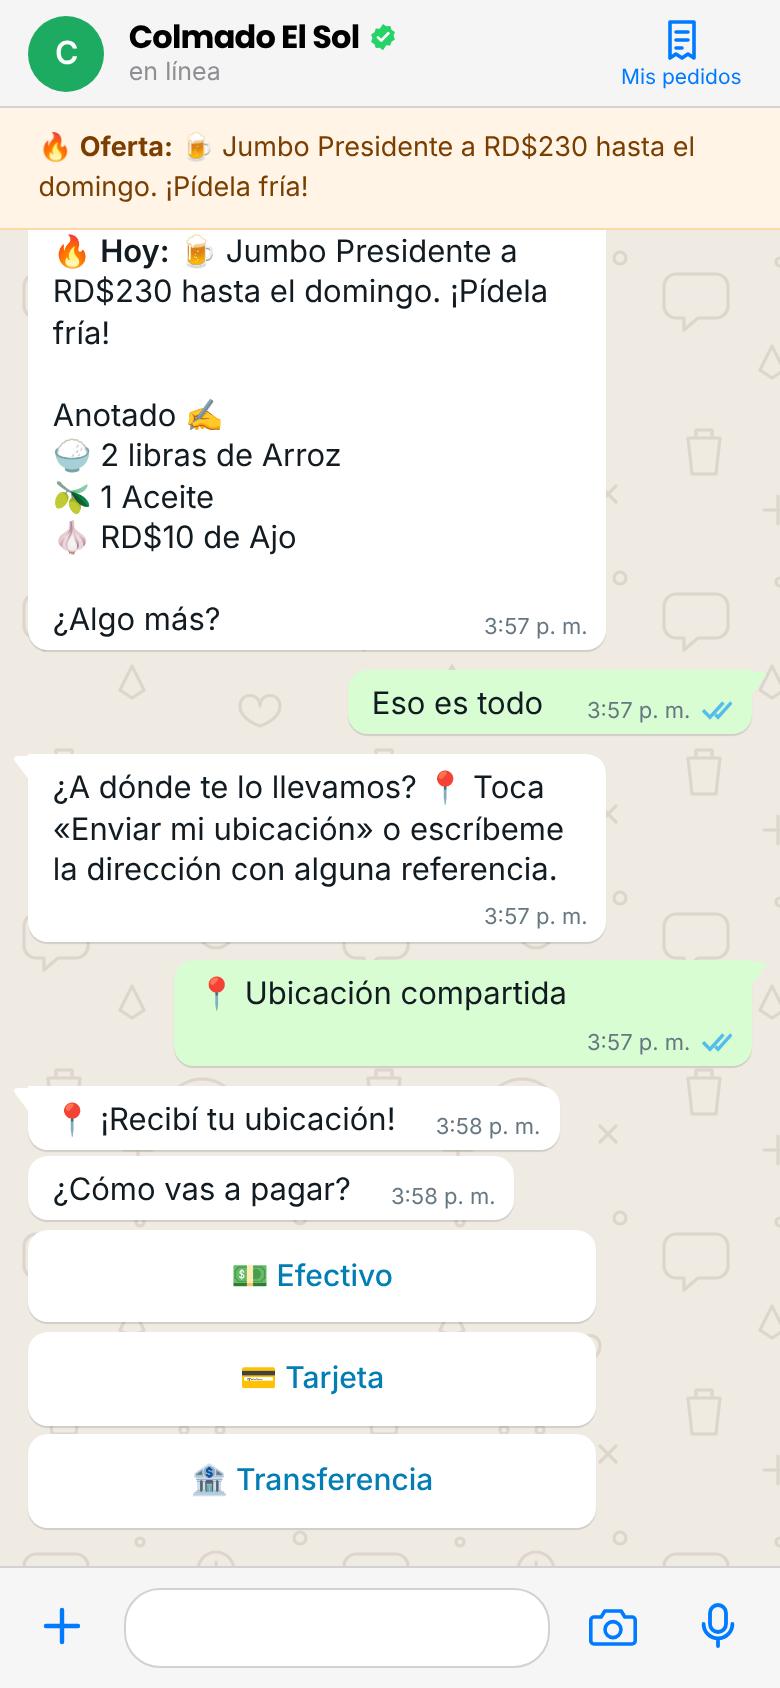 C
Colmado El Sol
en línea
Mis pedidos
🔥 Oferta: 🍺 Jumbo Presidente a RD$230 hasta el
domingo. ¡Pídela fría!
🔥 Hoy: 🍺 Jumbo Presidente a
RD$230 hasta el domingo. ¡Pídela
fría!
Anotado ✍️
🍚 2 libras de Arroz
🫒 1 Aceite
🧄 RD$10 de Ajo
¿Algo más?
3:57 p. m.
Eso es todo
3:57 p. m.
¿A dónde te lo llevamos? 📍 Toca
«Enviar mi ubicación» o escríbeme
la dirección con alguna referencia.
3:57 p. m.
📍 Ubicación compartida
3:57 p. m.
📍 ¡Recibí tu ubicación!
3:58 p. m.
¿Cómo vas a pagar?
3:58 p. m.
💵 Efectivo
💳 Tarjeta
🏦 Transferencia